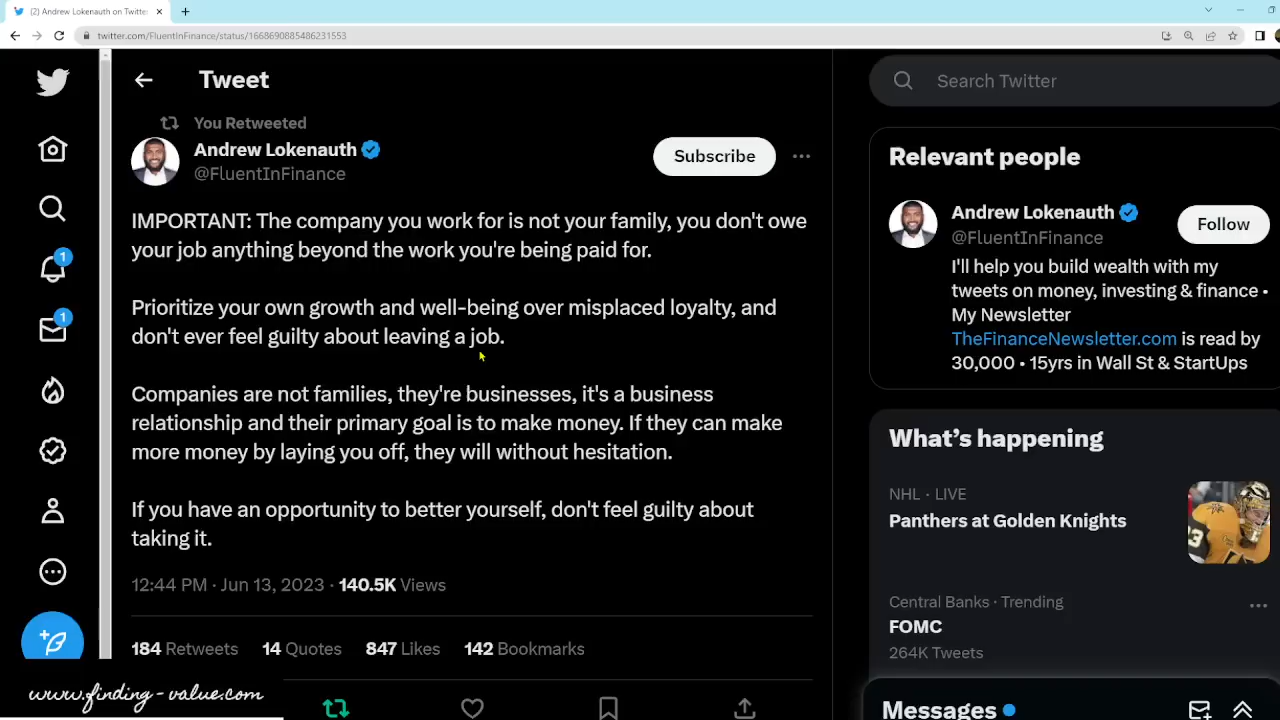 (2) Andrew Lokenauth on Twitte
twitter.com/FluentInFinance/status/1668690885486231553
Tweet
You Retweeted
Andrew Lokenauth
@FluentInFinance
Subscribe
IMPORTANT: The company you work for is not your family, you don't owe
your job anything beyond the work you're being paid for.
Prioritize your own growth and well-being over misplaced loyalty, and
don't ever feel guilty about leaving a job.
Companies are not families, they're businesses, it's a business
relationship and their primary goal is to make money. If they can make
more money by laying you off, they will without hesitation.
If you have an opportunity to better yourself, don't feel guilty about
taking it.
12:44 PM · Jun 13, 2023 · 140.5K Views
184 Retweets 14 Quotes 847 Likes 142 Bookmarks
1
1
www.finding-value.com
Search Twitter
Relevant people
Andrew Lokenauth
@FluentInFinance
Follow
I'll help you build wealth with my
tweets on money, investing & finance •
My Newsletter
TheFinanceNewsletter.com is read by
30,000 • 15yrs in Wall St & StartUps
What's happening
NHL · LIVE
Panthers at Golden Knights
Central Banks · Trending
FOMC
264K Tweets
Messages